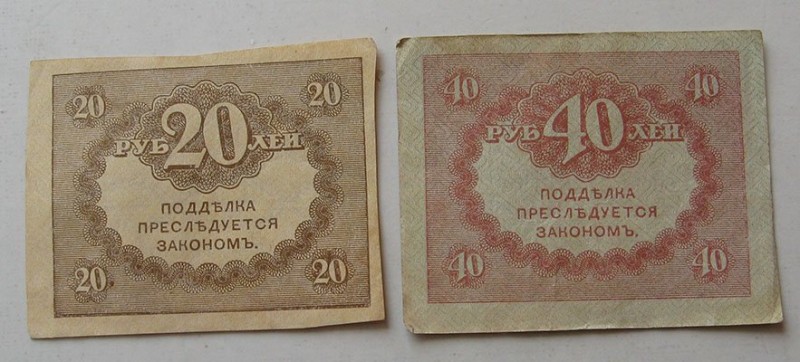 20 20
РУБ 20 ЛЕЙ
ПОДДѢЛКА
ПРЕСЛѢДУЕТСЯ
ЗАКОНОМЪ.
20 20
40 40
РУБ 40 ЛЕЙ
ПОДДѢЛКА
ПРЕСЛѢДУЕТСЯ
ЗАКОНОМЪ.
40 40